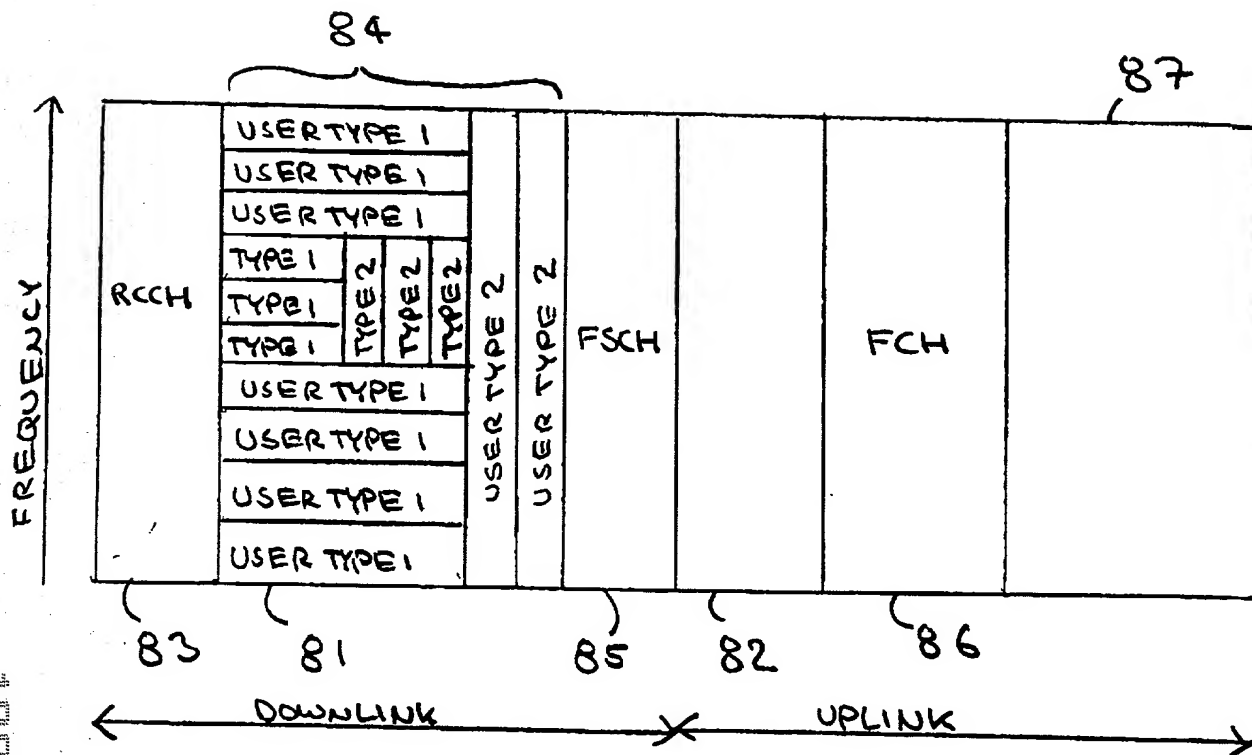 84
87
FREQUENCY
RCCH
USER TYPE 1
USER TYPE 1
USER TYPE 1
TYPE 1
TYPE 1
TYPE 1
TYPE 2
TYPE 2
TYPE 2
USER TYPE 1
USER TYPE 1
USER TYPE 1
USER TYPE 1
USER TYPE 2
USER TYPE 2
FSCH
FCH
83
81
85
82
86
DOWNLINK
UPLINK